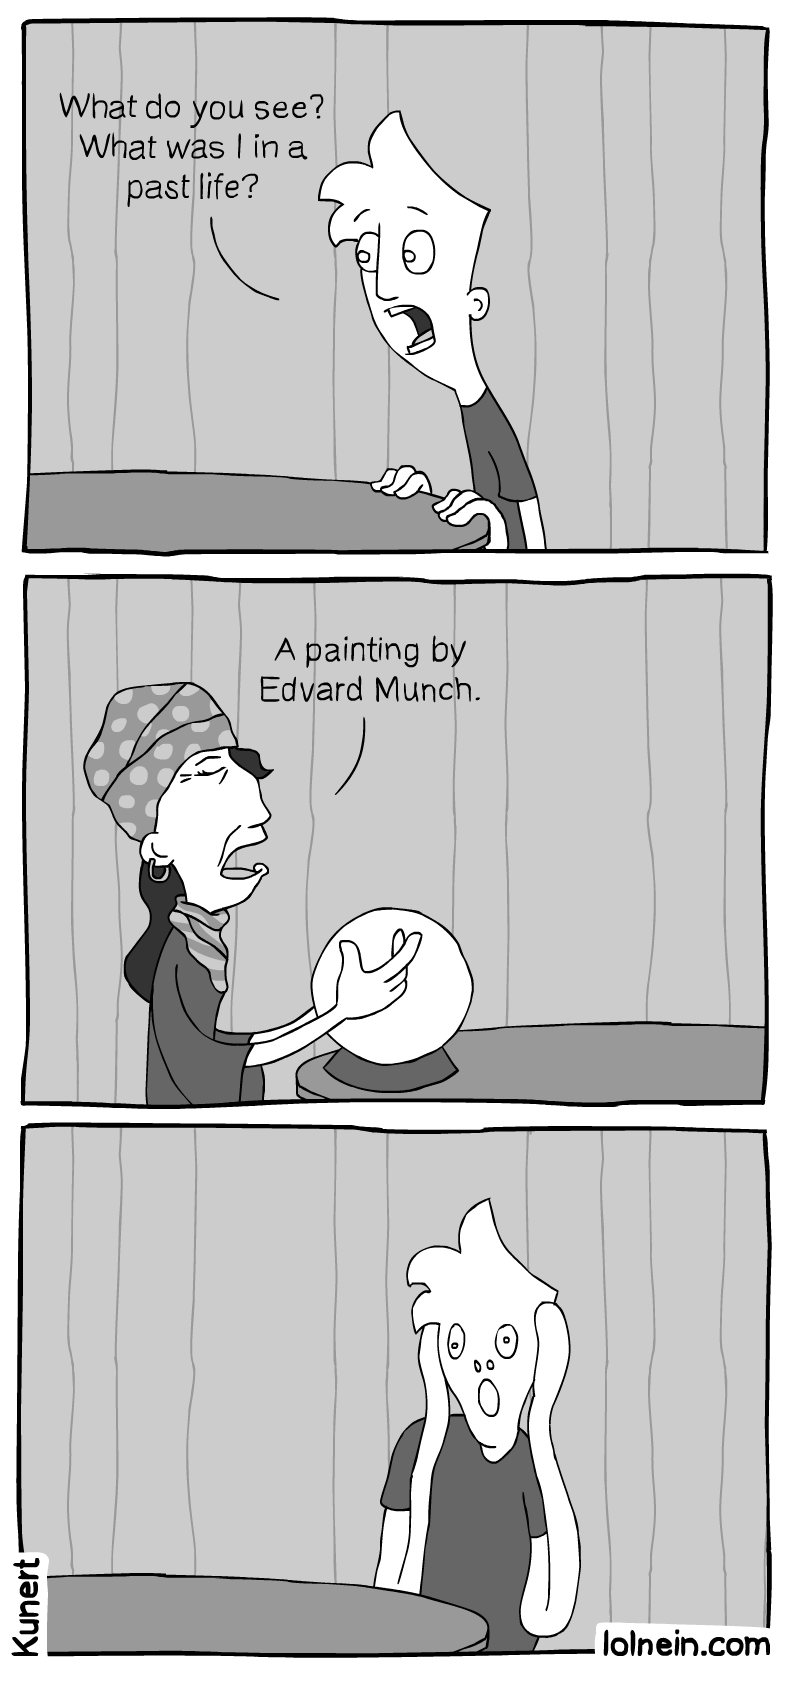 What do you see?
What was I in a
past life?
A painting by
Edvard Munch.
Kunert
lolnein.com